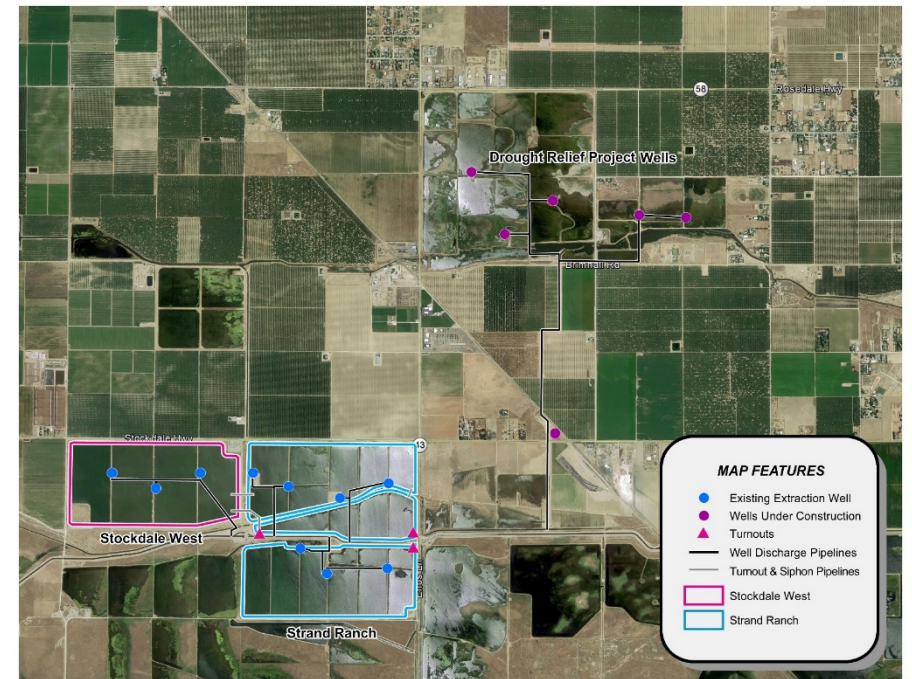 58
Rosedale Hwy
Drought Relief Project Wells
Brimhall Rd
Stockdale Hwy
43
Stockdale West
Strand Ranch
MAP FEATURES
Existing Extraction Well
Wells Under Construction
Turnouts
Well Discharge Pipelines
Turnout & Siphon Pipelines
Stockdale West
Strand Ranch